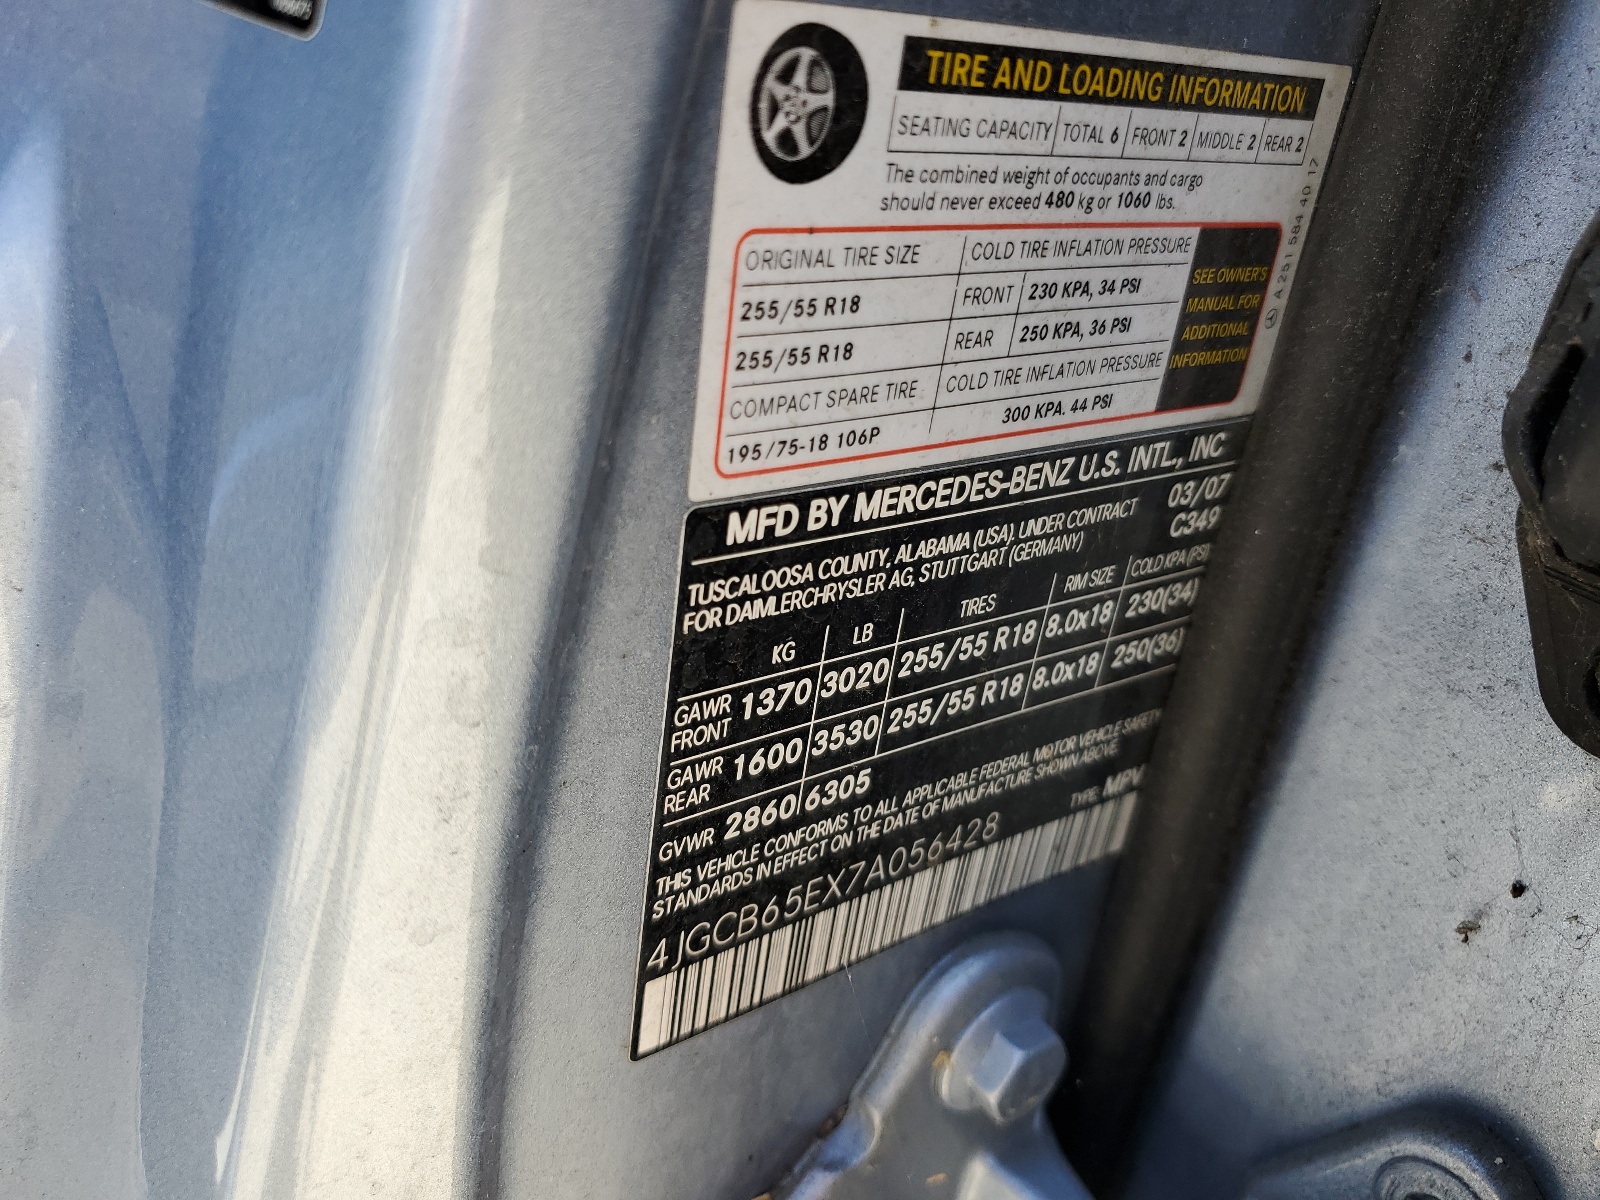 TIRE AND LOADING INFORMATION
SEATING CAPACITY TOTAL 6 FRONT 2 MIDDLE 2 REAR 2
The combined weight of occupants and cargo
should never exceed 480 kg or 1060 lbs.
ORIGINAL TIRE SIZE COLD TIRE INFLATION PRESSURE
255/55 R18 FRONT 230 KPA, 34 PSI
255/55 R18 REAR 250 KPA, 36 PSI
COMPACT SPARE TIRE COLD TIRE INFLATION PRESSURE
195/75-18 106P 300 KPA. 44 PSI
SEE OWNER'S
MANUAL FOR
ADDITIONAL
INFORMATION
A 251 584 40 17
MFD BY MERCEDES-BENZ U.S. INTL., INC
TUSCALOOSA COUNTY, ALABAMA (USA). UNDER CONTRACT 03/07
FOR DAIMLERCHRYSLER AG, STUTTGART (GERMANY) C349
KG LB TIRES RIM SIZE COLD KPA (PSI)
GAWR FRONT 1370 3020 255/55 R18 8.0x18 230(34)
GAWR REAR 1600 3530 255/55 R18 8.0x18 250(36)
GVWR 2860 6305
THIS VEHICLE CONFORMS TO ALL APPLICABLE FEDERAL MOTOR VEHICLE SAFETY
STANDARDS IN EFFECT ON THE DATE OF MANUFACTURE SHOWN ABOVE.
TYPE: MPV
4JGCB65EX7A056428